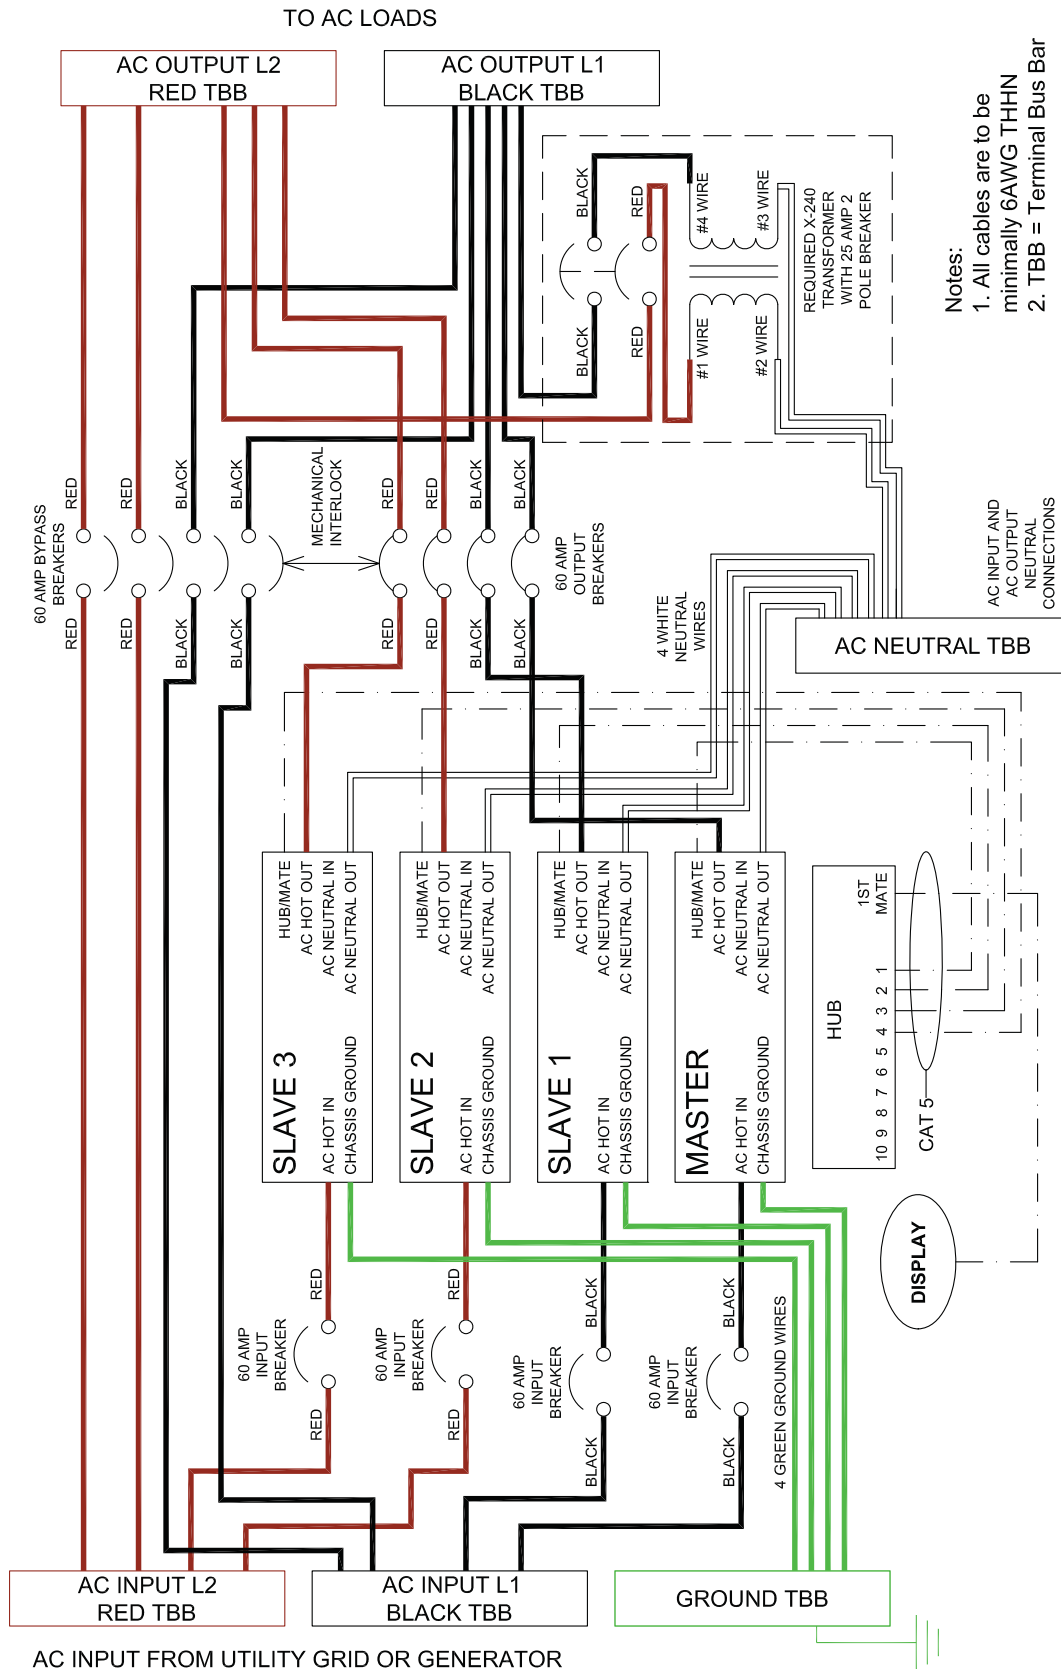 TO AC LOADS
AC OUTPUT L2
RED TBB
AC OUTPUT L1
BLACK TBB
Notes:
1. All cables are to be
minimally 6AWG THHN
2. TBB = Terminal Bus Bar
BLACK
RED
#4 WIRE
#3 WIRE
REQUIRED X-240
TRANSFORMER
WITH 25 AMP 2
POLE BREAKER
BLACK
RED
#1 WIRE
#2 WIRE
60 AMP BYPASS
BREAKERS
RED
RED
BLACK
BLACK
MECHANICAL
INTERLOCK
RED
RED
BLACK
BLACK
60 AMP
OUTPUT
BREAKERS
RED
RED
BLACK
BLACK
RED
RED
BLACK
BLACK
4 WHITE
NEUTRAL
WIRES
AC INPUT AND
AC OUTPUT
NEUTRAL
CONNECTIONS
AC NEUTRAL TBB
HUB/MATE
AC HOT OUT
AC NEUTRAL IN
AC NEUTRAL OUT
SLAVE 3
AC HOT IN
CHASSIS GROUND
HUB/MATE
AC HOT OUT
AC NEUTRAL IN
AC NEUTRAL OUT
SLAVE 2
AC HOT IN
CHASSIS GROUND
HUB/MATE
AC HOT OUT
AC NEUTRAL IN
AC NEUTRAL OUT
SLAVE 1
AC HOT IN
CHASSIS GROUND
HUB/MATE
AC HOT OUT
AC NEUTRAL IN
AC NEUTRAL OUT
MASTER
AC HOT IN
CHASSIS GROUND
HUB
1ST
MATE
10 9 8 7 6 5 4 3 2 1
CAT 5
DISPLAY
RED
60 AMP
INPUT
BREAKER
RED
RED
60 AMP
INPUT
BREAKER
RED
BLACK
60 AMP
INPUT
BREAKER
BLACK
BLACK
60 AMP
INPUT
BREAKER
BLACK
4 GREEN GROUND WIRES
AC INPUT L2
RED TBB
AC INPUT L1
BLACK TBB
GROUND TBB
AC INPUT FROM UTILITY GRID OR GENERATOR